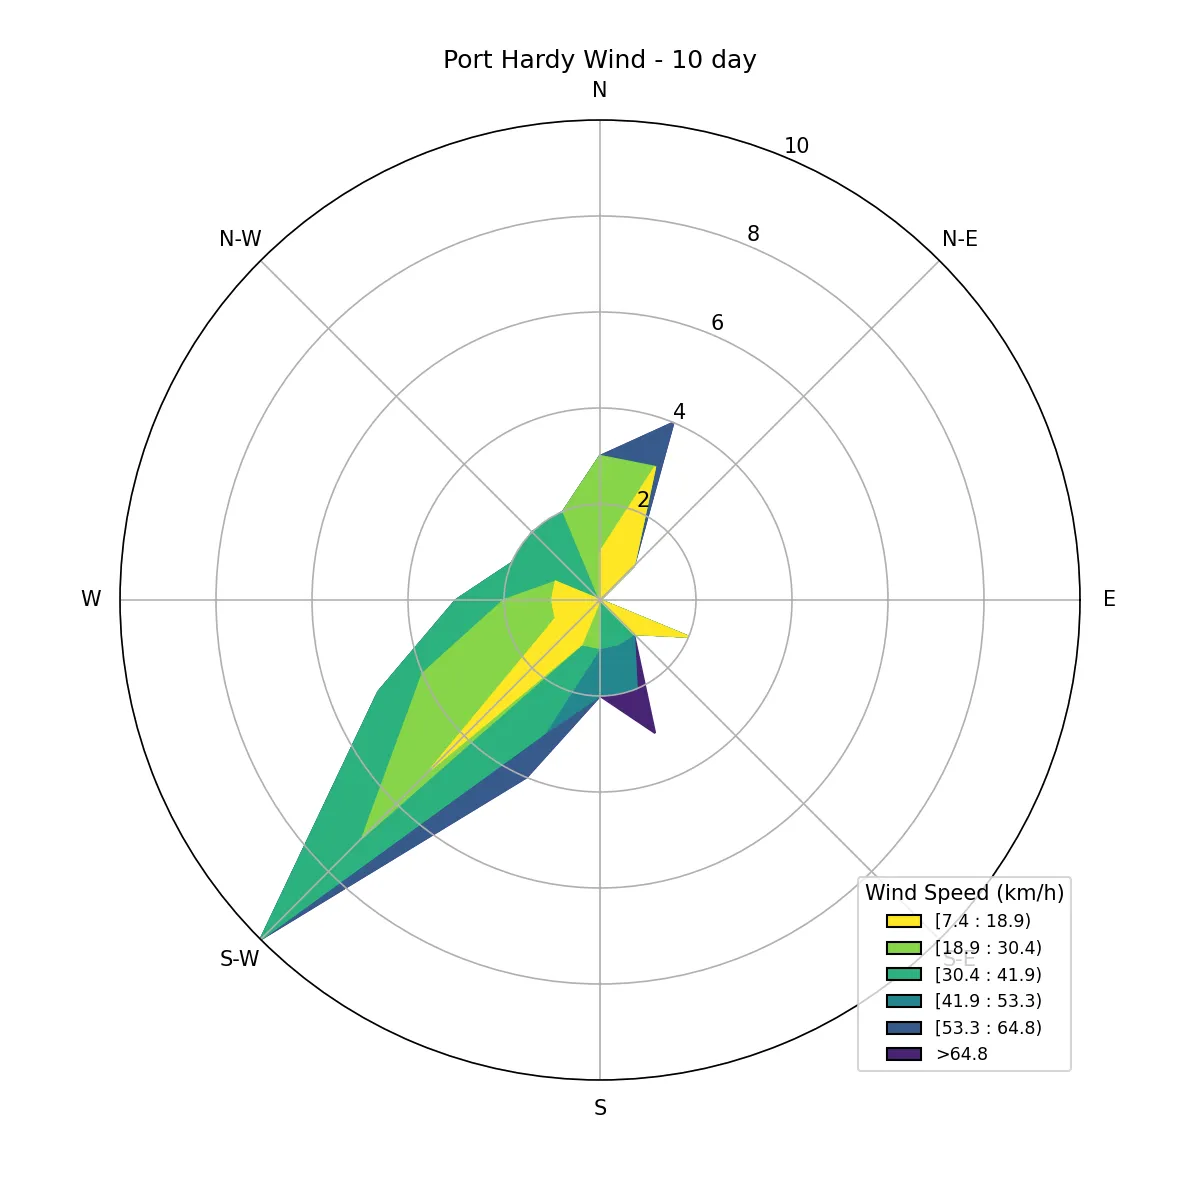 Port Hardy Wind - 10 day
N
10
N-W
8
N-E
6
4
2
W
E
S-W
S-E
S
Wind Speed (km/h)
[7.4 : 18.9)
[18.9 : 30.4)
[30.4 : 41.9)
[41.9 : 53.3)
[53.3 : 64.8)
>64.8